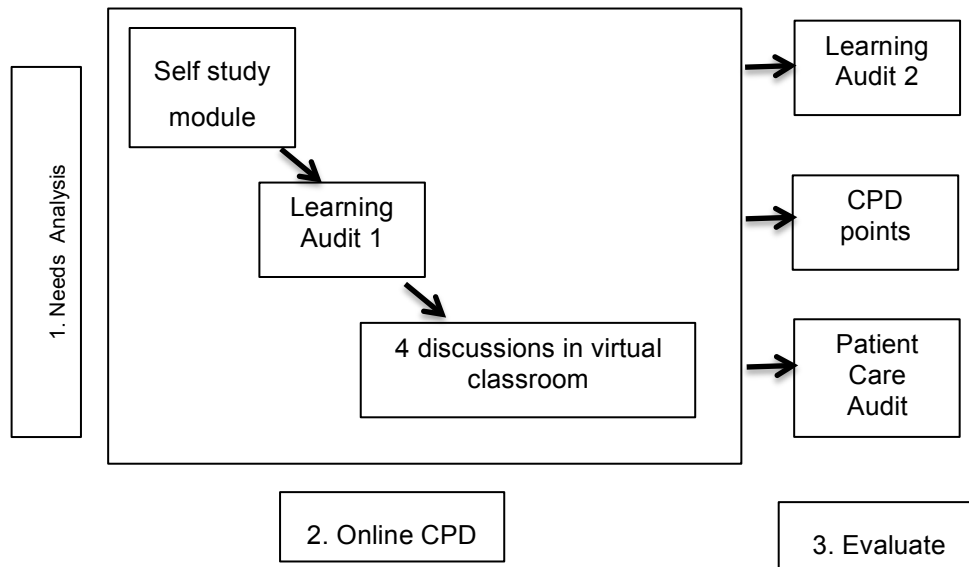 1. Needs Analysis
Self study
module
Learning
Audit 1
4 discussions in virtual
classroom
2. Online CPD
Learning
Audit 2
CPD
points
Patient
Care
Audit
3. Evaluate